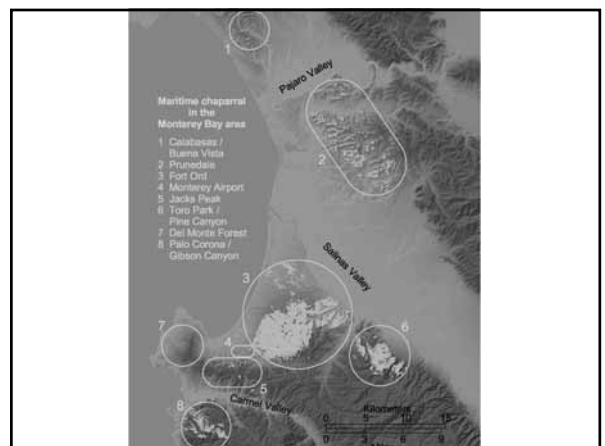 1
Pajaro Valley
Maritime chaparral
in the
Monterey Bay area
1 Calabasas /
Buena Vista
2 Prunedale
3 Fort Ord
4 Monterey Airport
5 Jacks Peak
6 Toro Park /
Pine Canyon
7 Del Monte Forest
8 Palo Corona /
Gibson Canyon
2
Salinas Valley
3
7
4
6
5
Carmel Valley
8
Kilometers
0 5 10 15
0 3 6 9